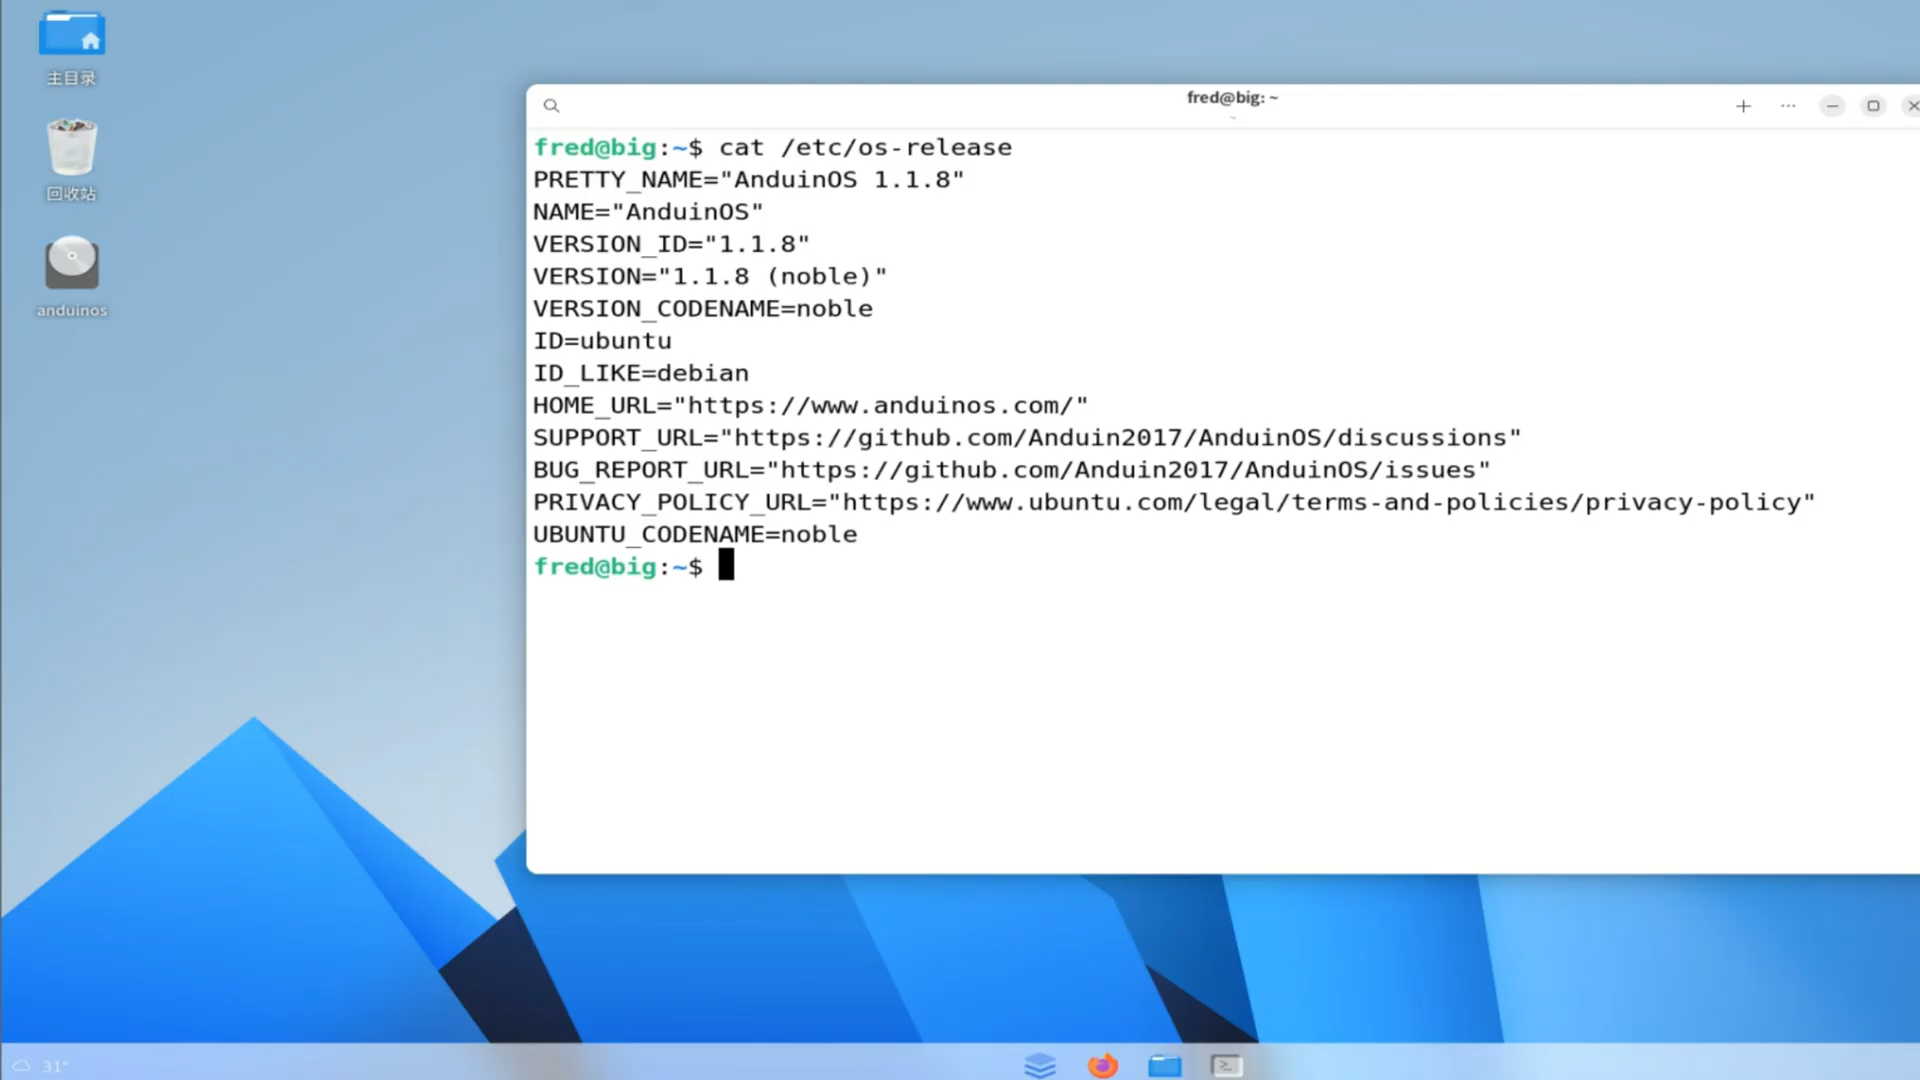 主目录
回收站
anduinos
fred@big: ~
~
fred@big:~$ cat /etc/os-release
PRETTY_NAME="AnduinOS 1.1.8"
NAME="AnduinOS"
VERSION_ID="1.1.8"
VERSION="1.1.8 (noble)"
VERSION_CODENAME=noble
ID=ubuntu
ID_LIKE=debian
HOME_URL="https://www.anduinos.com/"
SUPPORT_URL="https://github.com/Anduin2017/AnduinOS/discussions"
BUG_REPORT_URL="https://github.com/Anduin2017/AnduinOS/issues"
PRIVACY_POLICY_URL="https://www.ubuntu.com/legal/terms-and-policies/privacy-policy"
UBUNTU_CODENAME=noble
fred@big:~$
31°